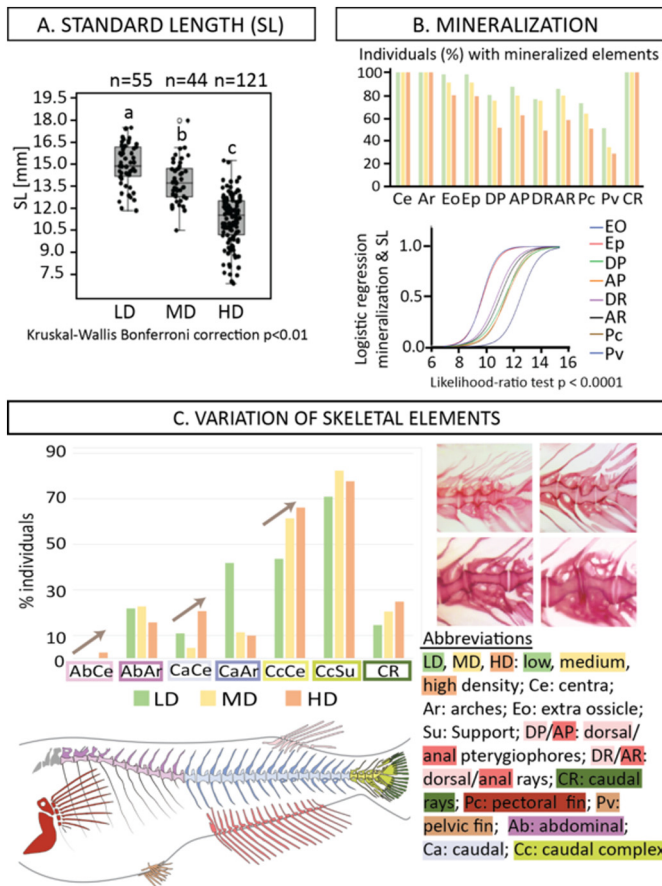 A. STANDARD LENGTH (SL)
n=55 n=44 n=121
SL [mm]
19.5
18.0
16.5
15.0
13.5
12.0
10.5
9.0
7.5
a
b
c
LD MD HD
Kruskal-Wallis Bonferroni correction p<0.01
B. MINERALIZATION
Individuals (%) with mineralized elements
100
80
60
40
20
0
Ce Ar Eo Ep DP AP DR AR Pc Pv CR
Logistic regression
mineralization & SL
1.0
0.5
0.0
6 8 10 12 14 16
EO
Ep
DP
AP
DR
AR
Pc
Pv
Likelihood-ratio test p < 0.0001
C. VARIATION OF SKELETAL ELEMENTS
% individuals
90
70
50
30
10
0
AbCe AbAr CaCe CaAr CcCe CcSu CR
LD MD HD
Abbreviations
LD, MD, HD: low, medium,
high density; Ce: centra;
Ar: arches; Eo: extra ossicle;
Su: Support; DP/AP: dorsal/
anal pterygiophores; DR/AR:
dorsal/anal rays; CR: caudal
rays; Pc: pectoral fin; Pv:
pelvic fin; Ab: abdominal;
Ca: caudal; Cc: caudal complex